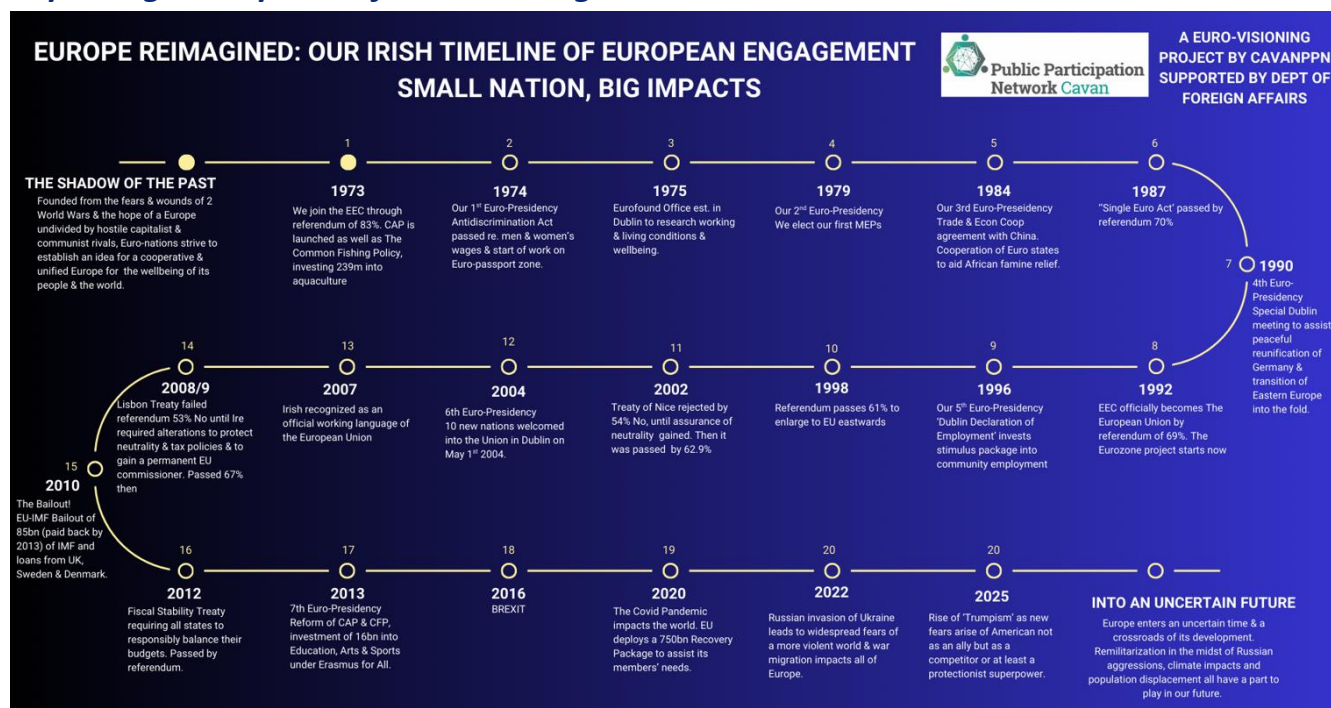 EUROPE REIMAGINED: OUR IRISH TIMELINE OF EUROPEAN ENGAGEMENT
SMALL NATION, BIG IMPACTS
Public Participation
Network Cavan
A EURO-VISIONING
PROJECT BY CAVANPPN
SUPPORTED BY DEPT OF
FOREIGN AFFAIRS
THE SHADOW OF THE PAST
Founded from the fears & wounds of 2
World Wars & the hope of a Europe
undivided by hostile capitalist &
communist rivals, Euro-nations strive to
establish an idea for a cooperative &
unified Europe for the wellbeing of its
people & the world.
1
1973
We join the EEC through
referendum of 83%. CAP is
launched as well as The
Common Fishing Policy,
investing 239m into
aquaculture
2
1974
Our 1st Euro-Presidency
Antidiscrimination Act
passed re. men & women's
wages & start of work on
Euro-passport zone.
3
1975
Eurofound Office est. in
Dublin to research working
& living conditions &
wellbeing.
4
1979
Our 2nd Euro-Presidency
We elect our first MEPs
5
1984
Our 3rd Euro-Preseidency
Trade & Econ Coop
agreement with China.
Cooperation of Euro states
to aid African famine relief.
6
1987
"Single Euro Act' passed by
referendum 70%
7
1990
4th Euro-
Presidency
Special Dublin
meeting to assist
peaceful
reunification of
Germany &
transition of
Eastern Europe
into the fold.
8
1992
EEC officially becomes The
European Union by
referendum of 69%. The
Eurozone project starts now
9
1996
Our 5th Euro-Presidency
'Dublin Declaration of
Employment' invests
stimulus package into
community employment
10
1998
Referendum passes 61% to
enlarge to EU eastwards
11
2002
Treaty of Nice rejected by
54% No, until assurance of
neutrality gained. Then it
was passed by 62.9%
12
2004
6th Euro-Presidency
10 new nations welcomed
into the Union in Dublin on
May 1st 2004.
13
2007
Irish recognized as an
official working language of
the European Union
14
2008/9
Lisbon Treaty failed
referendum 53% No until Ire
required alterations to protect
neutrality & tax policies & to
gain a permanent EU
commissioner. Passed 67%
then
15
2010
The Bailout!
EU-IMF Bailout of
85bn (paid back by
2013) of IMF and
loans from UK,
Sweden & Denmark.
16
2012
Fiscal Stability Treaty
requiring all states to
responsibly balance their
budgets. Passed by
referendum.
17
2013
7th Euro-Presidency
Reform of CAP & CFP,
investment of 16bn into
Education, Arts & Sports
under Erasmus for All.
18
2016
BREXIT
19
2020
The Covid Pandemic
impacts the world. EU
deploys a 750bn Recovery
Package to assist its
members' needs.
20
2022
Russian invasion of Ukraine
leads to widespread fears of
a more violent world & war
migration impacts all of
Europe.
20
2025
Rise of 'Trumpism' as new
fears arise of American not
as an ally but as a
competitor or at least a
protectionist superpower.
INTO AN UNCERTAIN FUTURE
Europe enters an uncertain time & a
crossroads of its development.
Remilitarization in the midst of Russian
aggressions, climate impacts and
population displacement all have a part to
play in our future.